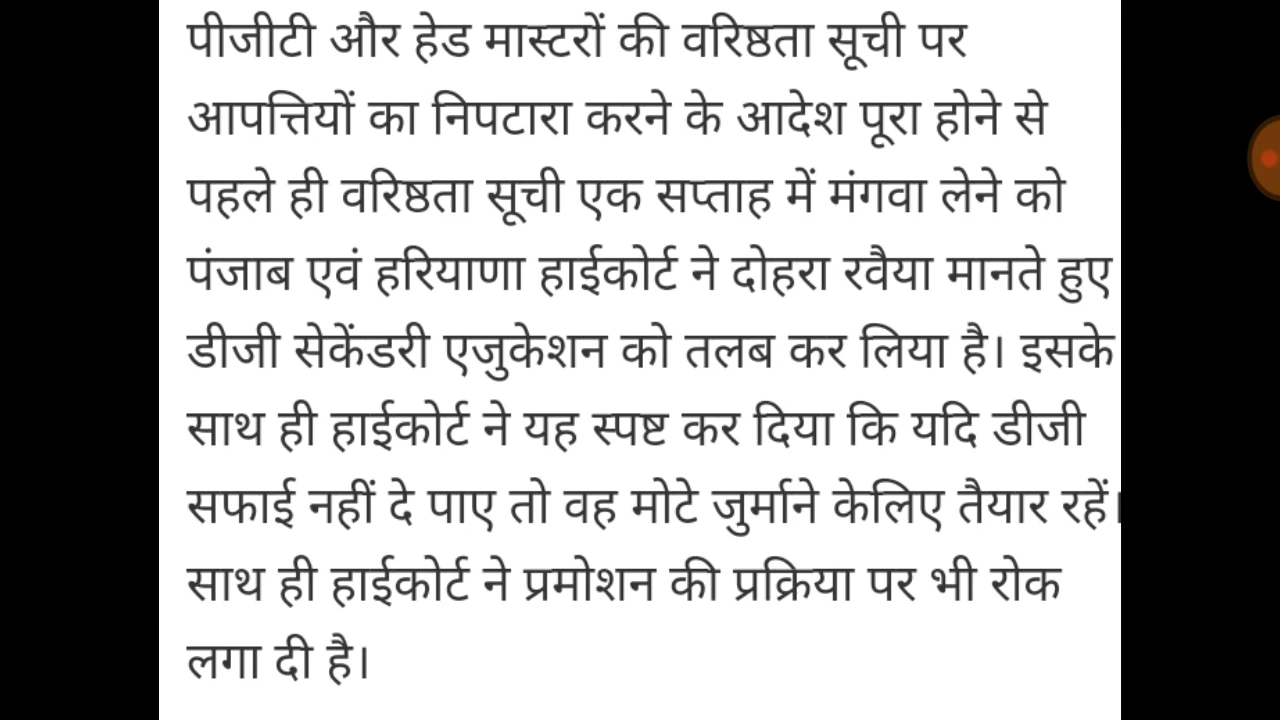 पीजीटी और हेड मास्टरों की वरिष्ठता सूची पर
आपत्तियों का निपटारा करने के आदेश पूरा होने से
पहले ही वरिष्ठता सूची एक सप्ताह में मंगवा लेने को
पंजाब एवं हरियाणा हाईकोर्ट ने दोहरा रवैया मानते हुए
डीजी सेकेंडरी एजुकेशन को तलब कर लिया है। इसके
साथ ही हाईकोर्ट ने यह स्पष्ट कर दिया कि यदि डीजी
सफाई नहीं दे पाए तो वह मोटे जुर्माने केलिए तैयार रहें।
साथ ही हाईकोर्ट ने प्रमोशन की प्रक्रिया पर भी रोक
लगा दी है।